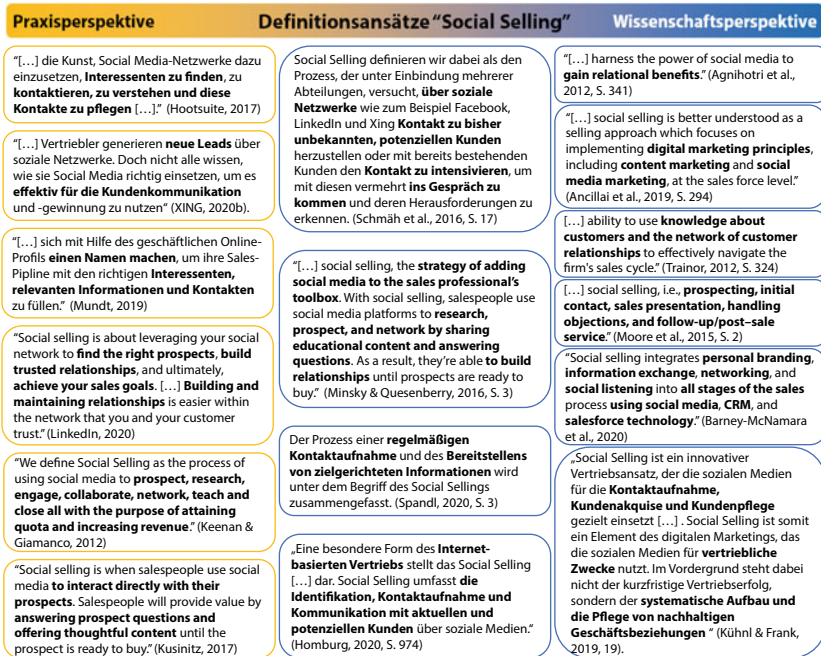 Praxisperspektive
Definitionsansätze "Social Selling"
Wissenschaftsperspektive
"[…] die Kunst, Social Media-Netzwerke dazu
einzusetzen, Interessenten zu finden, zu
kontaktieren, zu verstehen und diese
Kontakte zu pflegen […]." (Hootsuite, 2017)
"[…] Vertriebler generieren neue Leads über
soziale Netzwerke. Doch nicht alle wissen,
wie sie Social Media richtig einsetzen, um es
effektiv für die Kundenkommunikation
und -gewinnung zu nutzen“ (XING, 2020b).
"[…] sich mit Hilfe des geschäftlichen Online-
Profils einen Namen machen, um ihre Sales-
Pipline mit den richtigen Interessenten,
relevanten Informationen und Kontakten
zu füllen." (Mundt, 2019)
"Social selling is about leveraging your social
network to find the right prospects, build
trusted relationships, and ultimately,
achieve your sales goals. […] Building and
maintaining relationships is easier within
the network that you and your customer
trust." (LinkedIn, 2020)
"We define Social Selling as the process of
using social media to prospect, research,
engage, collaborate, network, teach and
close all with the purpose of attaining
quota and increasing revenue." (Keenan &
Giamanco, 2012)
"Social selling is when salespeople use social
media to interact directly with their
prospects. Salespeople will provide value by
answering prospect questions and
offering thoughtful content until the
prospect is ready to buy." (Kusinitz, 2017)
Social Selling definieren wir dabei als den
Prozess, der unter Einbindung mehrerer
Abteilungen, versucht, über soziale
Netzwerke wie zum Beispiel Facebook,
LinkedIn und Xing Kontakt zu bisher
unbekannten, potenziellen Kunden
herzustellen oder mit bereits bestehenden
Kunden den Kontakt zu intensivieren, um
mit diesen vermehrt ins Gespräch zu
kommen und deren Herausforderungen zu
erkennen. (Schmäh et al., 2016, S. 17)
"[…] social selling, the strategy of adding
social media to the sales professional's
toolbox. With social selling, salespeople use
social media platforms to research,
prospect, and network by sharing
educational content and answering
questions. As a result, they're able to build
relationships until prospects are ready to
buy." (Minsky & Quesenberry, 2016, S. 3)
Der Prozess einer regelmäßigen
Kontaktaufnahme und des Bereitstellens
von zielgerichteten Informationen wird
unter dem Begriff des Social Sellings
zusammengefasst. (Spandl, 2020, S. 3)
„Eine besondere Form des Internet-
basierten Vertriebs stellt das Social Selling
[…] dar. Social Selling umfasst die
Identifikation, Kontaktaufnahme und
Kommunikation mit aktuellen und
potenziellen Kunden über soziale Medien."
(Homburg, 2020, S. 974)
"[…] harness the power of social media to
gain relational benefits." (Agnihotri et al.,
2012, S. 341)
"[…] social selling is better understood as a
selling approach which focuses on
implementing digital marketing principles,
including content marketing and social
media marketing, at the sales force level."
(Ancillai et al., 2019, S. 294)
[…] ability to use knowledge about
customers and the network of customer
relationships to effectively navigate the
firm's sales cycle." (Trainor, 2012, S. 324)
[…] social selling, i.e., prospecting, initial
contact, sales presentation, handling
objections, and follow-up/post–sale
service." (Moore et al., 2015, S. 2)
"Social selling integrates personal branding,
information exchange, networking, and
social listening into all stages of the sales
process using social media, CRM, and
salesforce technology." (Barney-McNamara
et al., 2020)
„Social Selling ist ein innovativer
Vertriebsansatz, der die sozialen Medien
für die Kontaktaufnahme,
Kundenakquise und Kundenpflege
gezielt einsetzt […] . Social Selling ist somit
ein Element des digitalen Marketings, das
die sozialen Medien für vertriebliche
Zwecke nutzt. Im Vordergrund steht dabei
nicht der kurzfristige Vertriebserfolg,
sondern der systematische Aufbau und
die Pflege von nachhaltigen
Geschäftsbeziehungen “ (Kühnl & Frank,
2019, 19).